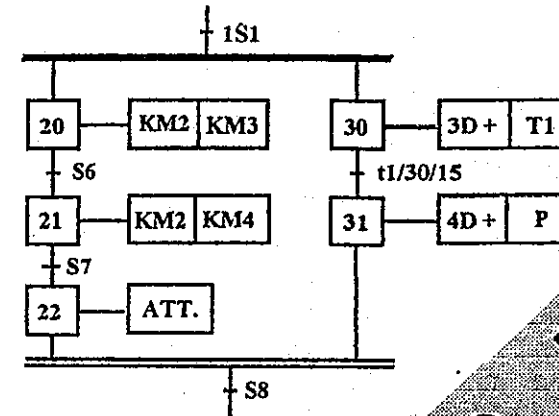 1S1
20 KM2 KM3 30 3D + T1
S6 t1/30/15
21 KM2 KM4 31 4D + P
S7
22 ATT.
S8